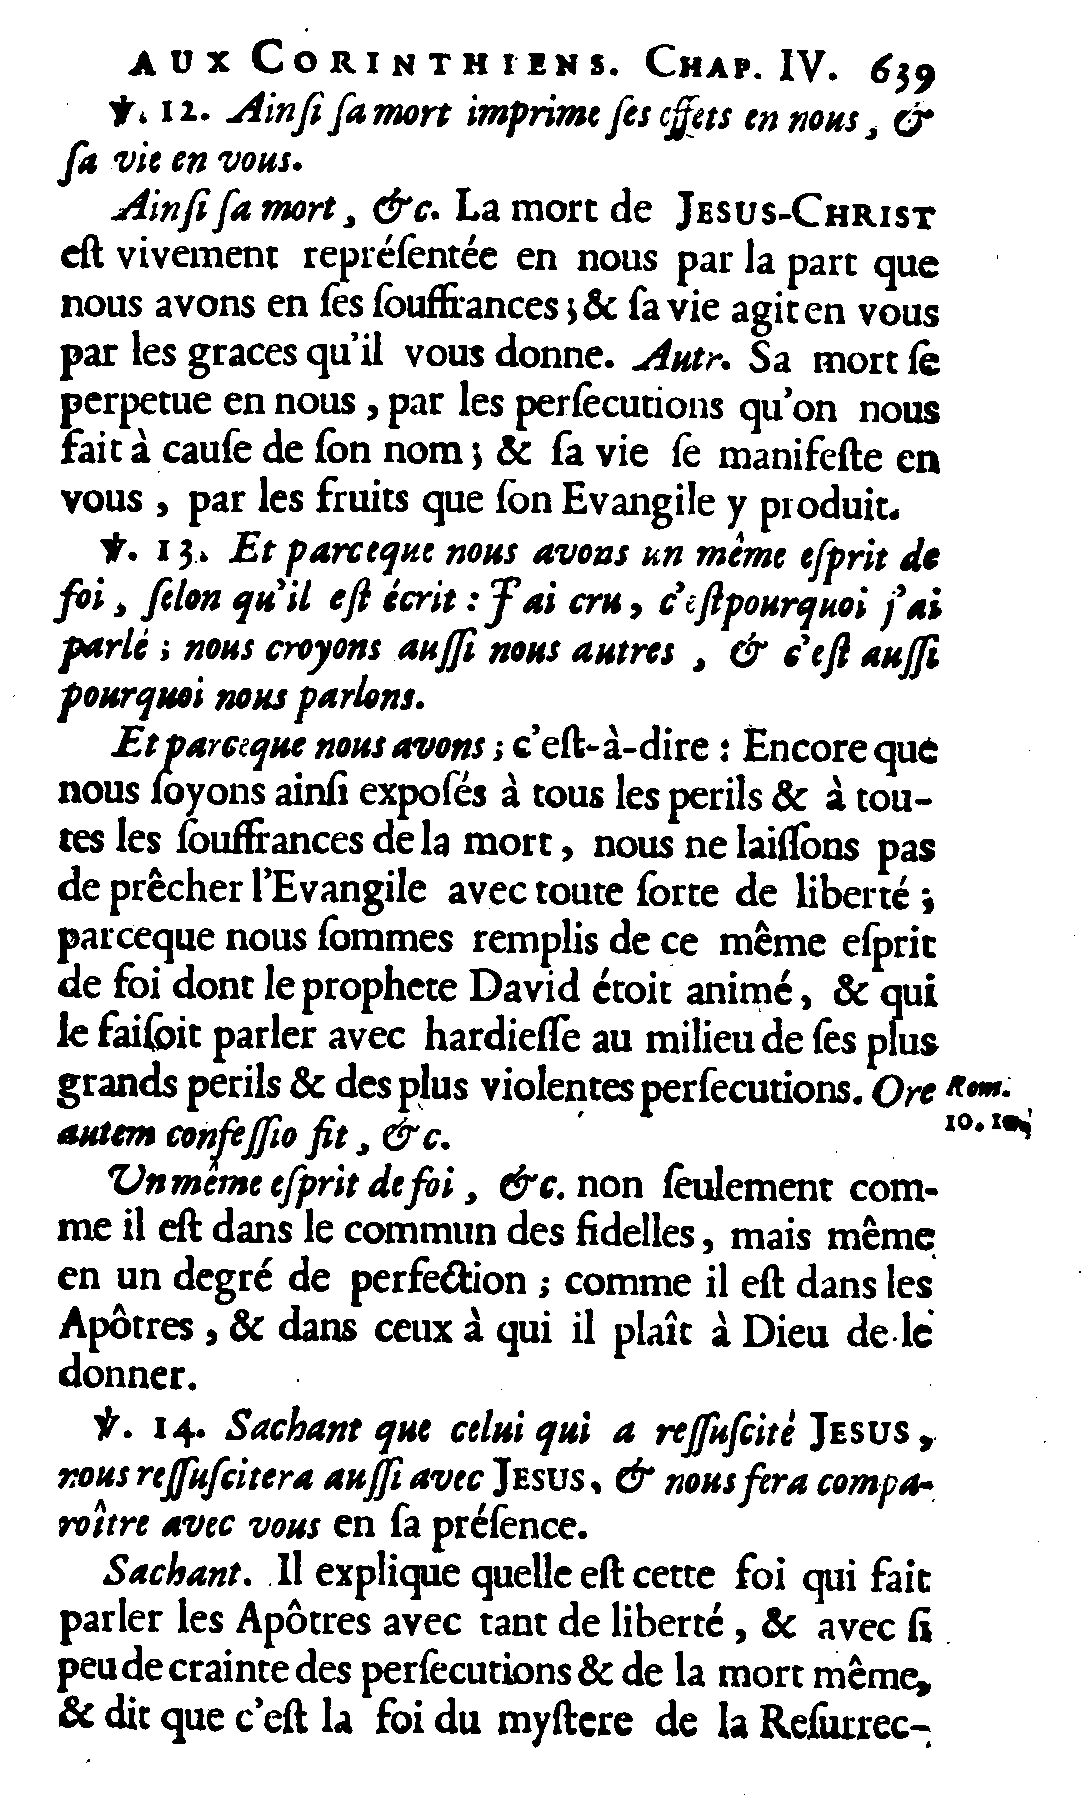 AUX CORINTHIENS. CHAP. IV. 639
℣. 12. Ainſi ſa mort imprime ſes effets en nous, &
ſa vie en vous.
Ainſi ſa mort, &c. La mort de JESUS-CHRIST
eſt vivement repréſentée en nous par la part que
nous avons en ſes ſouffrances; & ſa vie agit en vous
par les graces qu'il vous donne. Autr. Sa mort ſe
perpetue en nous, par les perſecutions qu'on nous
fait à cauſe de ſon nom; & ſa vie ſe manifeſte en
vous, par les fruits que ſon Evangile y produit.
℣. 13. Et parceque nous avons un même eſprit de
foi, ſelon qu'il eſt écrit: J'ai cru, c'eſt pourquoi j'ai
parlé; nous croyons auſſi nous autres, & c'eſt auſſi
pourquoi nous parlons.
Et parceque nous avons; c'eſt-à-dire: Encore que
nous ſoyons ainſi expoſés à tous les perils & à tou-
tes les ſouffrances de la mort, nous ne laiſſons pas
de prêcher l'Evangile avec toute ſorte de liberté;
parceque nous ſommes remplis de ce même eſprit
de foi dont le prophete David étoit animé, & qui
le faiſoit parler avec hardieſſe au milieu de ſes plus
grands perils & des plus violentes perſecutions. Ore
Rom.
autem confeſſio fit, &c.
10.
Un même eſprit de foi, &c. non ſeulement com-
me il eſt dans le commun des fidelles, mais même
en un degré de perfection; comme il eſt dans les
Apôtres, & dans ceux à qui il plaît à Dieu de le
donner.
℣. 14. Sachant que celui qui a reſſuſcité JESUS,
nous reſſuſcitera auſſi avec JESUS, & nous fera compa-
roître avec vous en ſa préſence.
Sachant. Il explique quelle eſt cette foi qui fait
parler les Apôtres avec tant de liberté, & avec ſi
peu de crainte des perſecutions & de la mort même,
& dit que c'eſt la foi du myſtere de la Reſurrec-